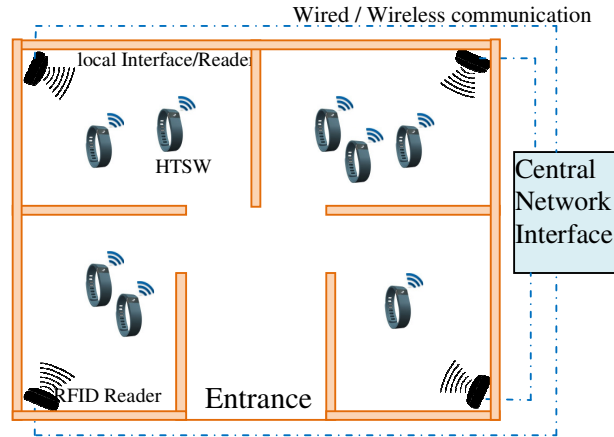 Wired / Wireless communication
local Interface/Reader
HTSW
Central
Network
Interface
RFID Reader
Entrance